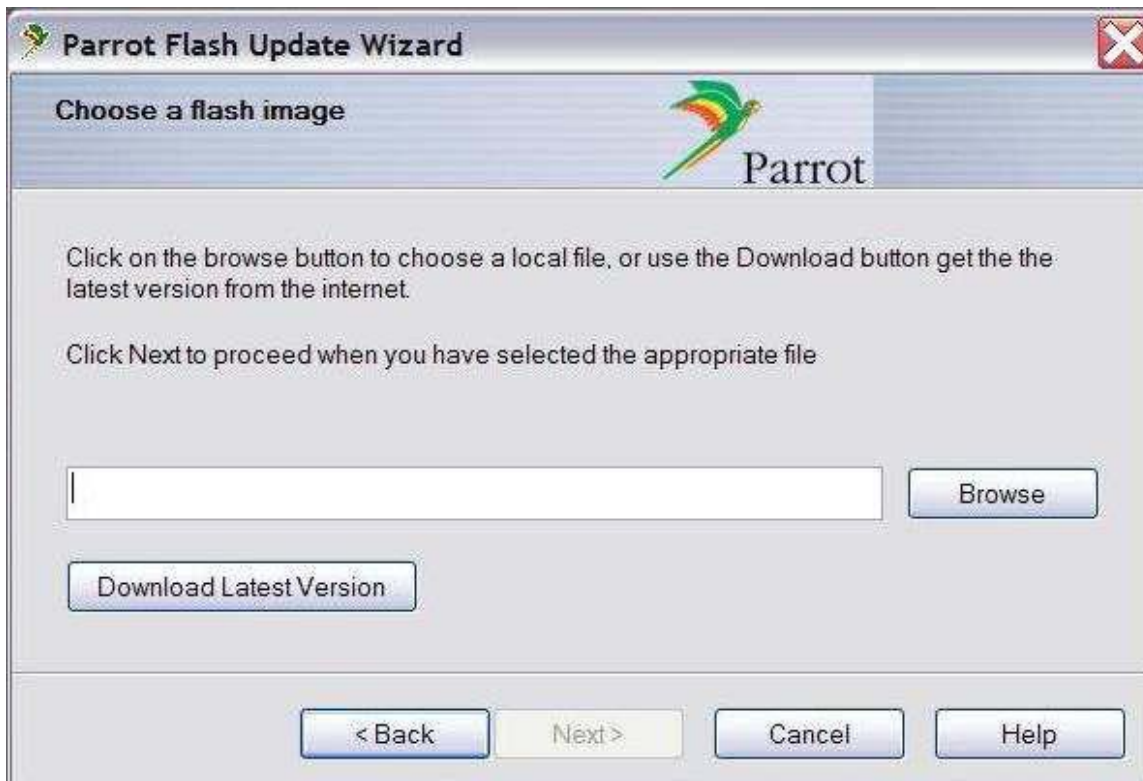 Parrot Flash Update Wizard
Choose a flash image
Parrot
Click on the browse button to choose a local file, or use the Download button get the the
latest version from the internet.
Click Next to proceed when you have selected the appropriate file
Browse
Download Latest Version
< Back
Next >
Cancel
Help